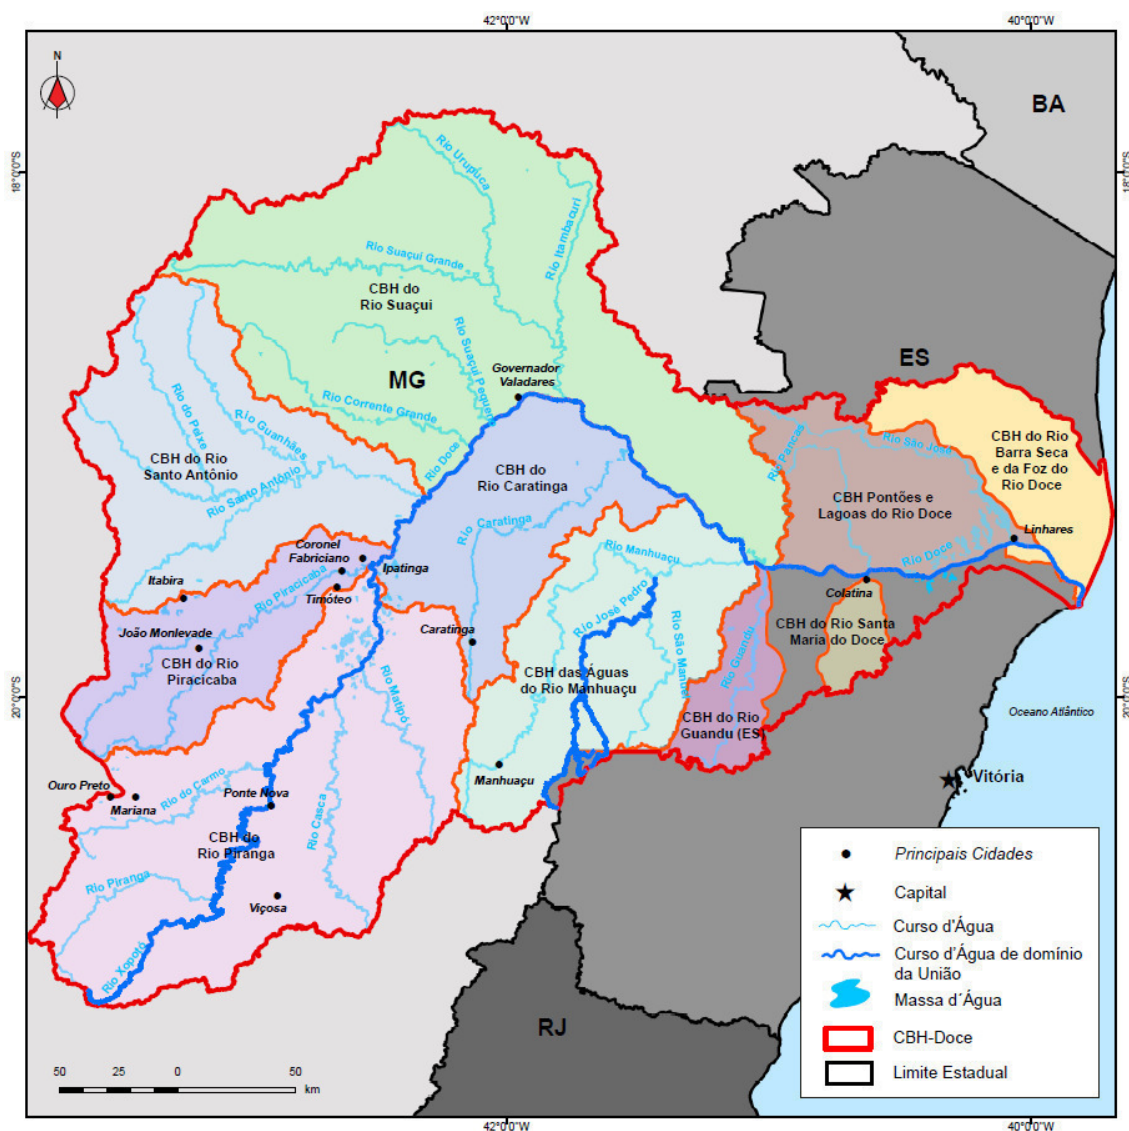 42°0'0"W
40°0'0"W
N
BA
18°0'0"S
18°0'0"S
Rio Urupuca
Rio Itambacuri
Rio Suaçuí Grande
CBH do
Rio Suaçui
Rio Suaçuí Pequeno
Governador
Valadares
ES
MG
Rio Corrente Grande
Rio do Peixe
Rio Guanhães
Rio Doce
Rio Pancas
Rio São José
CBH do Rio
Barra Seca
e da Foz do
Rio Doce
CBH do Rio
Santo Antônio
Rio Santo Antônio
CBH do
Rio Caratinga
CBH Pontões e
Lagoas do Rio Doce
Rio Caratinga
Linhares
Coronel
Fabriciano
Ipatinga
Rio Manhuaçu
Rio Doce
Itabira
Rio Piracicaba
Timóteo
Colatina
Rio José Pedro
João Monlevade
Caratinga
CBH do Rio Santa
Maria do Doce
CBH do Rio
Piracicaba
Rio Matipó
CBH das Águas
do Rio Manhuaçu
Rio São Manuel
Rio Guandu
20°0'0"S
20°0'0"S
CBH do Rio
Guandu (ES)
Oceano Atlântico
Manhuaçu
Vitória
Ouro Preto
Mariana
Rio do Carmo
Ponte Nova
Rio Casca
CBH do
Rio Piranga
Rio Piranga
Viçosa
Rio Xopotó
RJ
Principais Cidades
Capital
Curso d'Água
Curso d'Água de domínio
da União
Massa d´Água
CBH-Doce
Limite Estadual
50 25 0 50
km
42°0'0"W
40°0'0"W